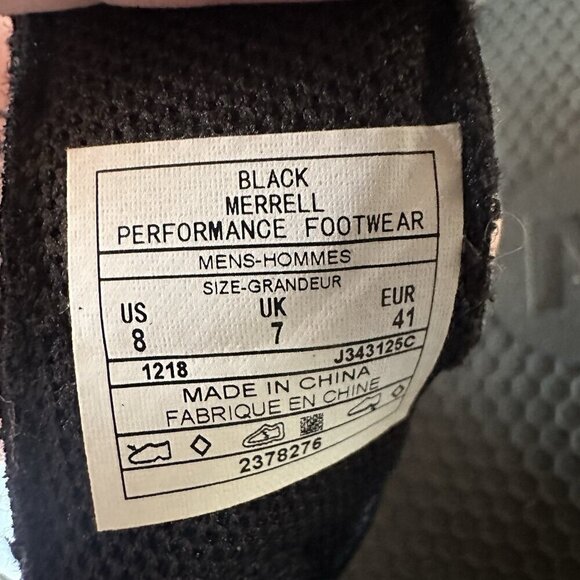 BLACK
MERRELL
PERFORMANCE FOOTWEAR
MENS-HOMMES
SIZE-GRANDEUR
US UK EUR
8 7 41
1218 J343125C
MADE IN CHINA
FABRIQUE EN CHINE
2378276